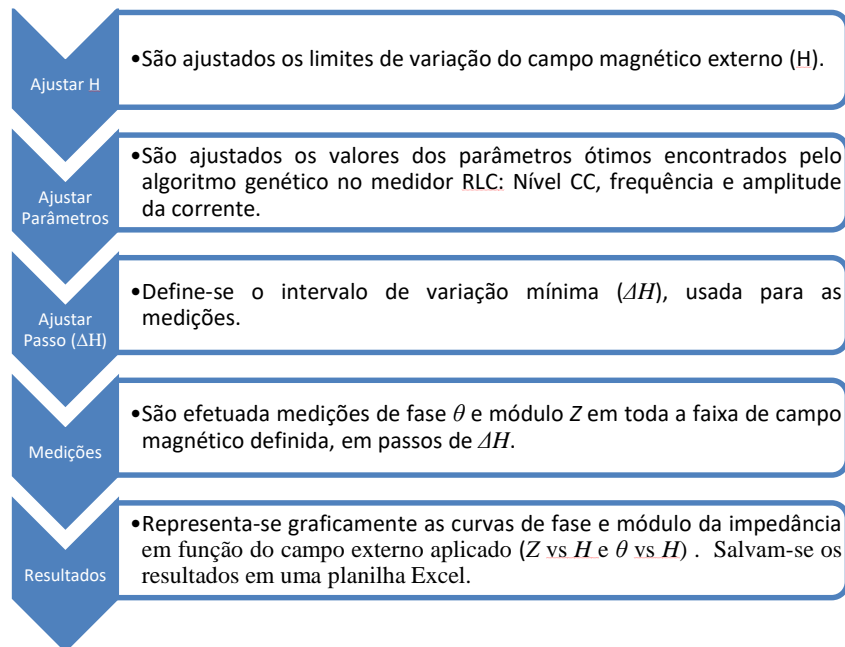 Ajustar H
•São ajustados os limites de variação do campo magnético externo (H).
Ajustar
Parâmetros
•São ajustados os valores dos parâmetros ótimos encontrados pelo
algoritmo genético no medidor RLC: Nível CC, frequência e amplitude
da corrente.
Ajustar
Passo (ΔH)
•Define-se o intervalo de variação mínima (ΔH), usada para as
medições.
Medições
•São efetuada medições de fase θ e módulo Z em toda a faixa de campo
magnético definida, em passos de ΔH.
Resultados
•Representa-se graficamente as curvas de fase e módulo da impedância
em função do campo externo aplicado (Z vs H e θ vs H) . Salvam-se os
resultados em uma planilha Excel.